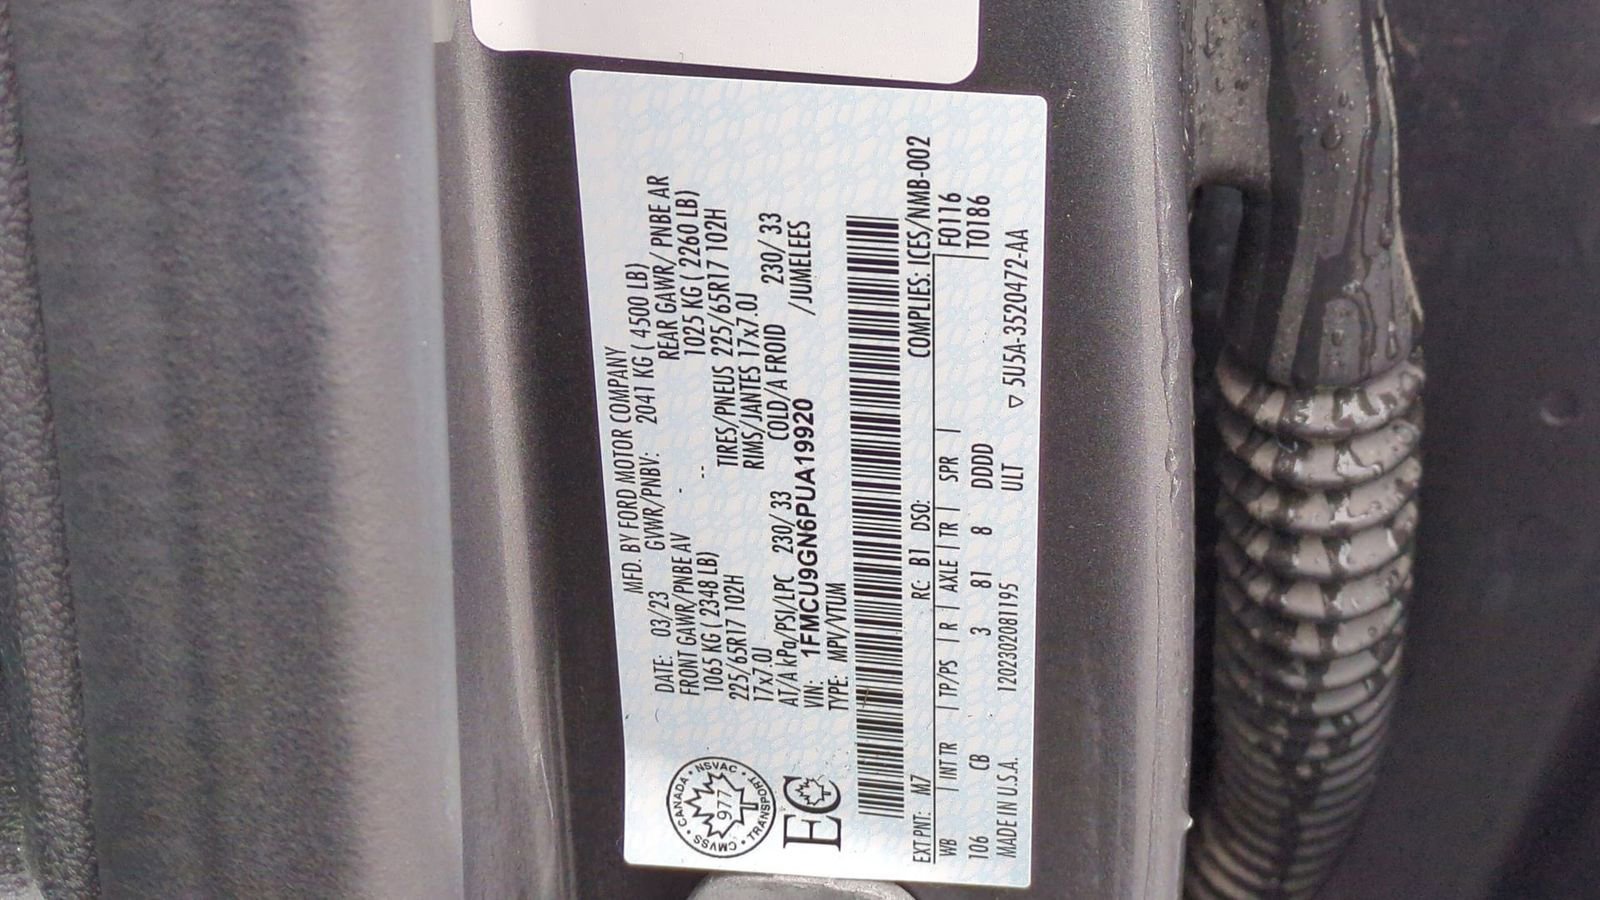 MFD. BY FORD MOTOR COMPANY
DATE: 03/23 GVWR/PNBV: 2041 KG ( 4500 LB)
FRONT GAWR/PNBE AV - REAR GAWR/ PNBE AR
1065 KG ( 2348 LB) -- 1025 KG ( 2260 LB)
225/65R17 102H TIRES/PNEUS 225/65R17 102H
17x7.0J RIMS/JANTES 17x7.0J
AT/A kPa/PSI/LPC 230/ 33 COLD/A FROID 230/ 33
VIN: 1FMCU9GN6PUA19920 /JUMELEES
TYPE: MPV/VTUM
CANADA • NSVAC • TRANSPORT • CMVSS •
977
EC
COMPLIES: ICES/NMB-002
EXT PNT: M7 RC: B1 DSO:
WB | INT TR | TP/PS | R | AXLE | TR | SPR | F0116
106 CB 3 81 8 DDDD T0186
MADE IN U.S.A. 120230208​1195 ULT ▽ 5U5A-3520472-AA